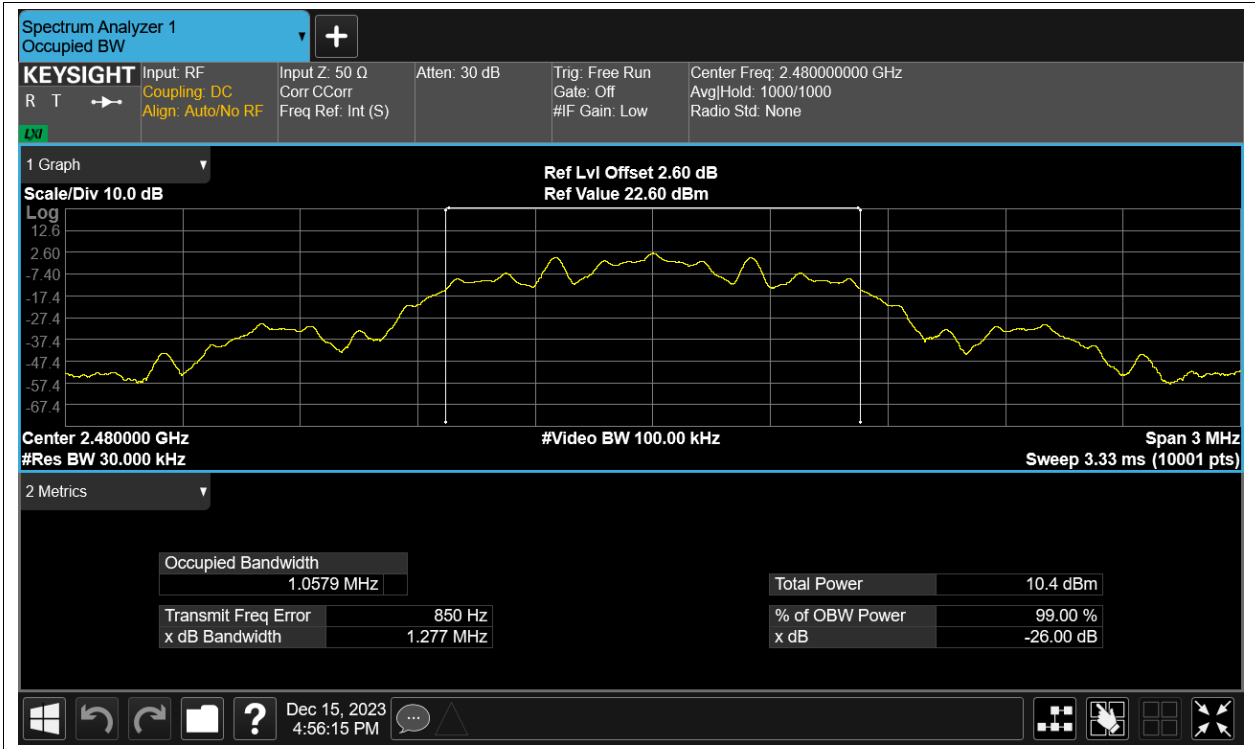 Spectrum Analyzer 1
Occupied BW
KEYSIGHT
R T
LXI
Input: RF
Coupling: DC
Align: Auto/No RF
Input Z: 50 Ω
Corr CCorr
Freq Ref: Int (S)
Atten: 30 dB
Trig: Free Run
Gate: Off
#IF Gain: Low
Center Freq: 2.480000000 GHz
Avg|Hold: 1000/1000
Radio Std: None
1 Graph
Scale/Div 10.0 dB
Ref Lvl Offset 2.60 dB
Ref Value 22.60 dBm
Log
12.6
2.60
-7.40
-17.4
-27.4
-37.4
-47.4
-57.4
-67.4
Center 2.480000 GHz
#Res BW 30.000 kHz
#Video BW 100.00 kHz
Span 3 MHz
Sweep 3.33 ms (10001 pts)
2 Metrics
Occupied Bandwidth
1.0579 MHz
Transmit Freq Error 850 Hz
x dB Bandwidth 1.277 MHz
Total Power 10.4 dBm
% of OBW Power 99.00 %
x dB -26.00 dB
Dec 15, 2023
4:56:15 PM